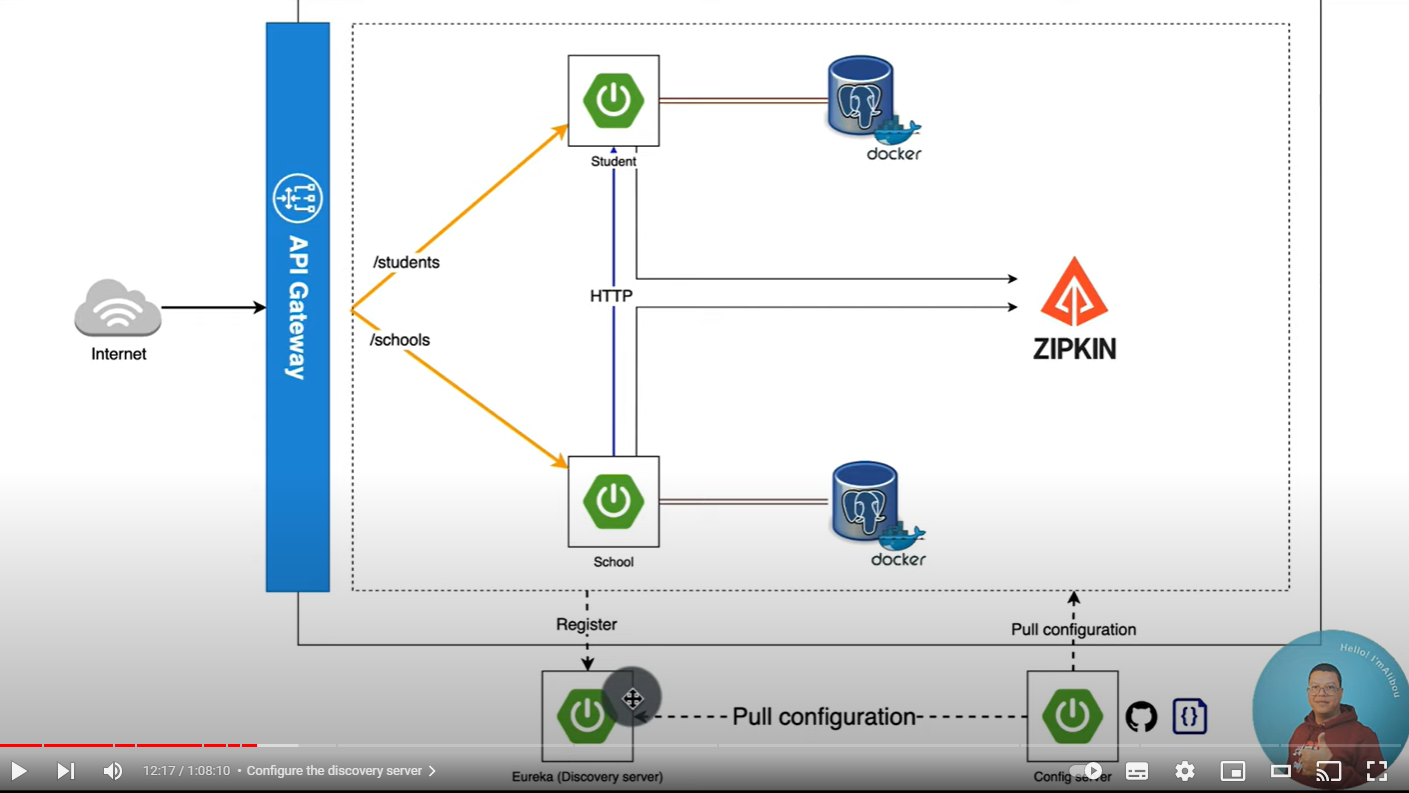 docker
Student
API Gateway
/students
HTTP
/schools
Internet
ZIPKIN
docker
School
Register
Pull configuration
Hello! I'mAlibou
Pull configuration
12:17 / 1:08:10 • Configure the discovery server
Eureka (Discovery server)
Config server